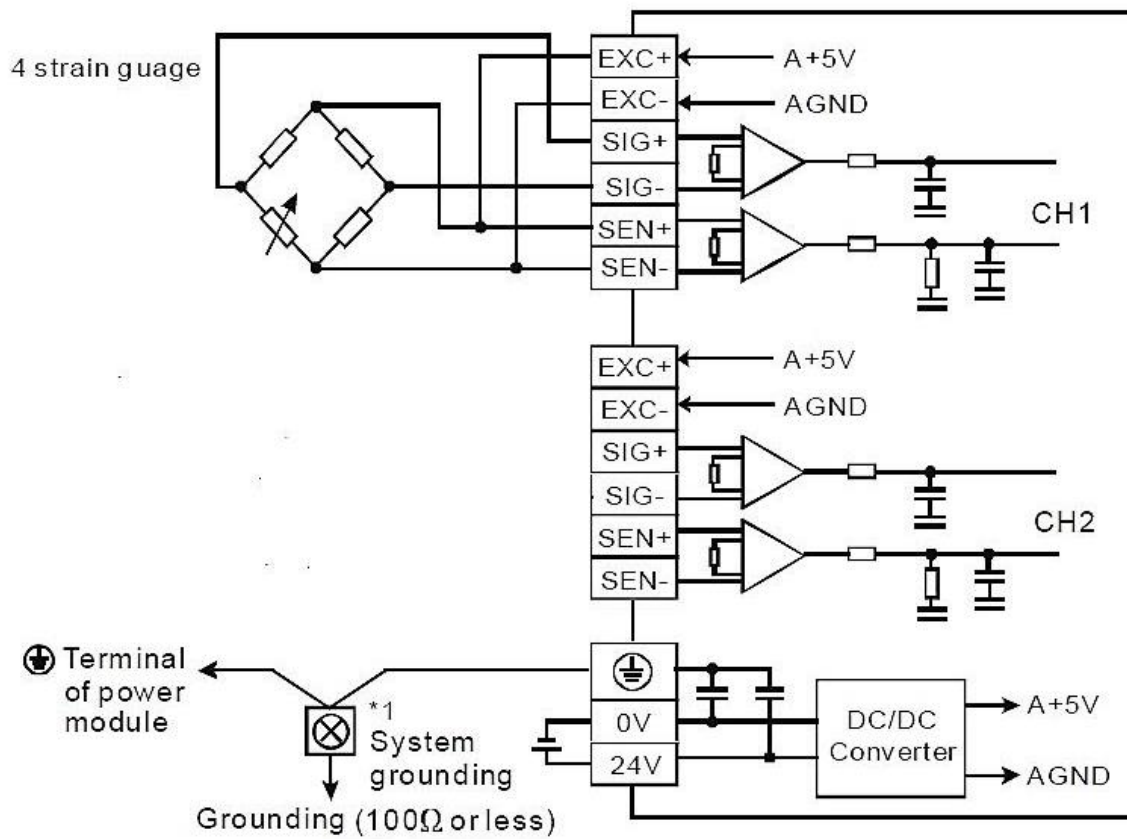 4 strain guage
EXC+
A+5V
EXC-
AGND
SIG+
SIG-
SEN+
SEN-
CH1
EXC+
A+5V
EXC-
AGND
SIG+
SIG-
SEN+
SEN-
CH2
Terminal
of power
module
*1
System
grounding
Grounding (100Ω or less)
0V
24V
DC/DC
Converter
A+5V
AGND